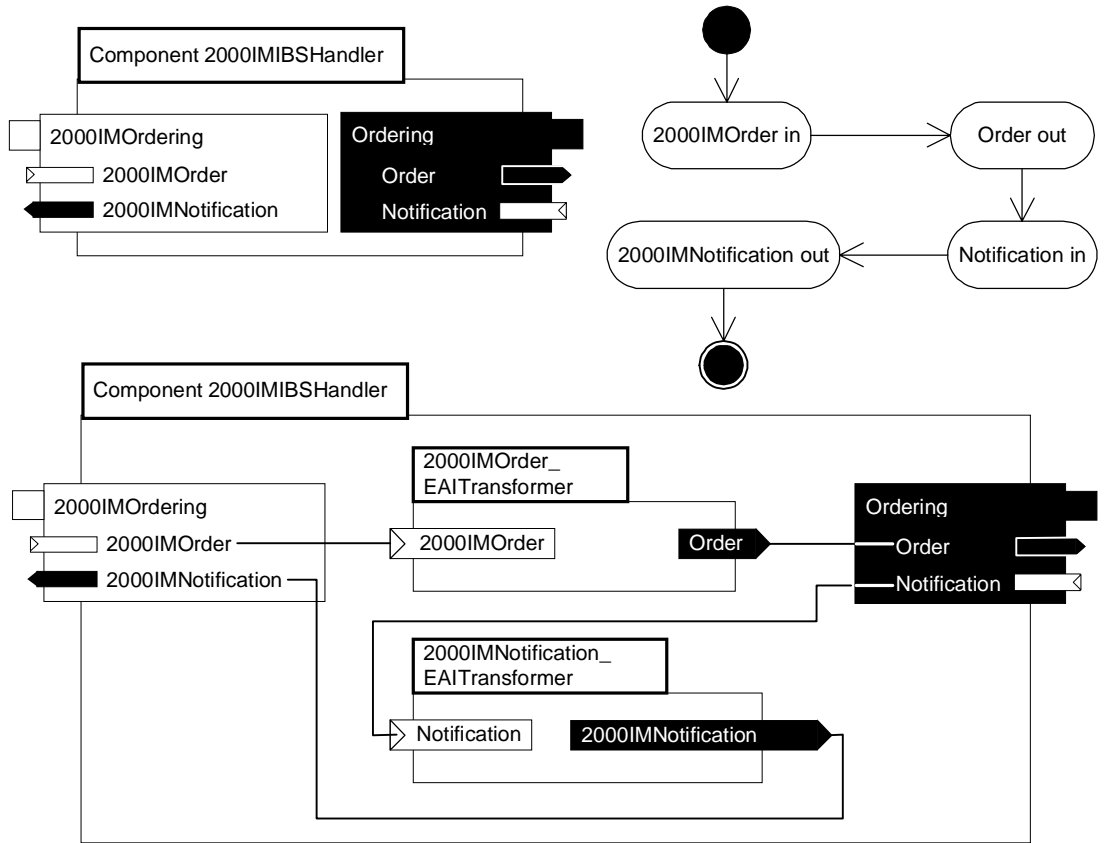 Component 2000IMIBSHandler
2000IMOrdering
2000IMOrder
2000IMNotification
Ordering
Order
Notification
2000IMOrder in
Order out
2000IMNotification out
Notification in
Component 2000IMIBSHandler
2000IMOrdering
2000IMOrder
2000IMNotification
2000IMOrder_
EAITransformer
2000IMOrder
Order
Ordering
Order
Notification
2000IMNotification_
EAITransformer
Notification
2000IMNotification